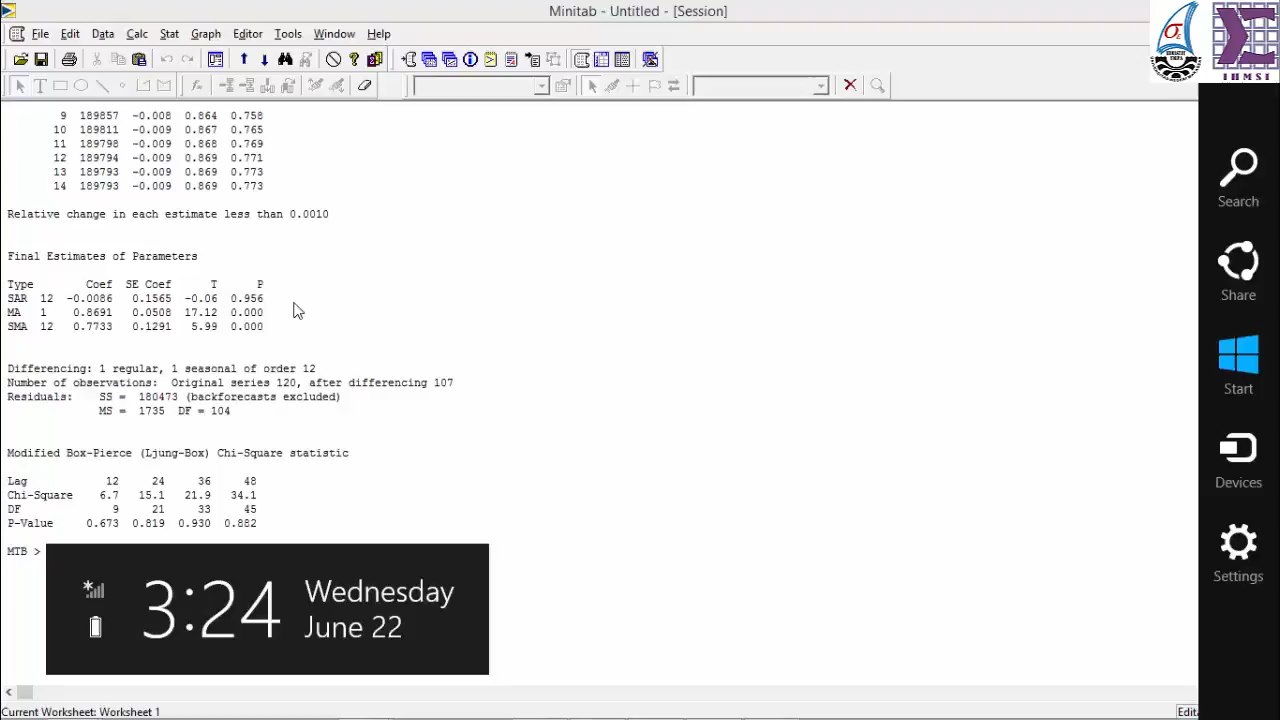 Minitab - Untitled - [Session]
File Edit Data Calc Stat Graph Editor Tools Window Help
9 189857 -0.008 0.864 0.758
10 189811 -0.009 0.867 0.765
11 189798 -0.009 0.868 0.769
12 189794 -0.009 0.869 0.771
13 189793 -0.009 0.869 0.773
14 189793 -0.009 0.869 0.773
Relative change in each estimate less than 0.0010
Final Estimates of Parameters
Type Coef SE Coef T P
SAR 12 -0.0086 0.1565 -0.06 0.956
MA 1 0.8691 0.0508 17.12 0.000
SMA 12 0.7733 0.1291 5.99 0.000
Differencing: 1 regular, 1 seasonal of order 12
Number of observations: Original series 120, after differencing 107
Residuals: SS = 180473 (backforecasts excluded)
MS = 1735 DF = 104
Modified Box-Pierce (Ljung-Box) Chi-Square statistic
Lag 12 24 36 48
Chi-Square 6.7 15.1 21.9 34.1
DF 9 21 33 45
P-Value 0.673 0.819 0.930 0.882
MTB >
3:24
Wednesday
June 22
Current Worksheet: Worksheet 1
Edita
IHMSI
Search
Share
Start
Devices
Settings